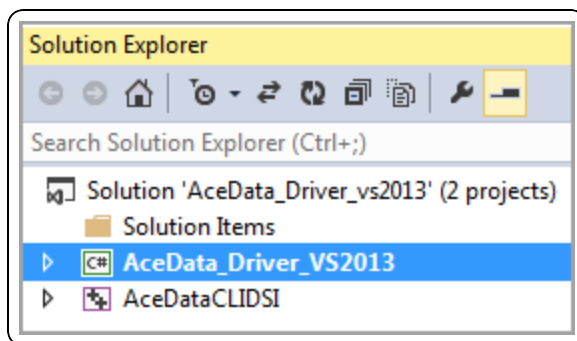 Solution Explorer
Search Solution Explorer (Ctrl+;)
Solution 'AceData_Driver_vs2013' (2 projects)
Solution Items
C# AceData_Driver_VS2013
AceDataCLIDSI